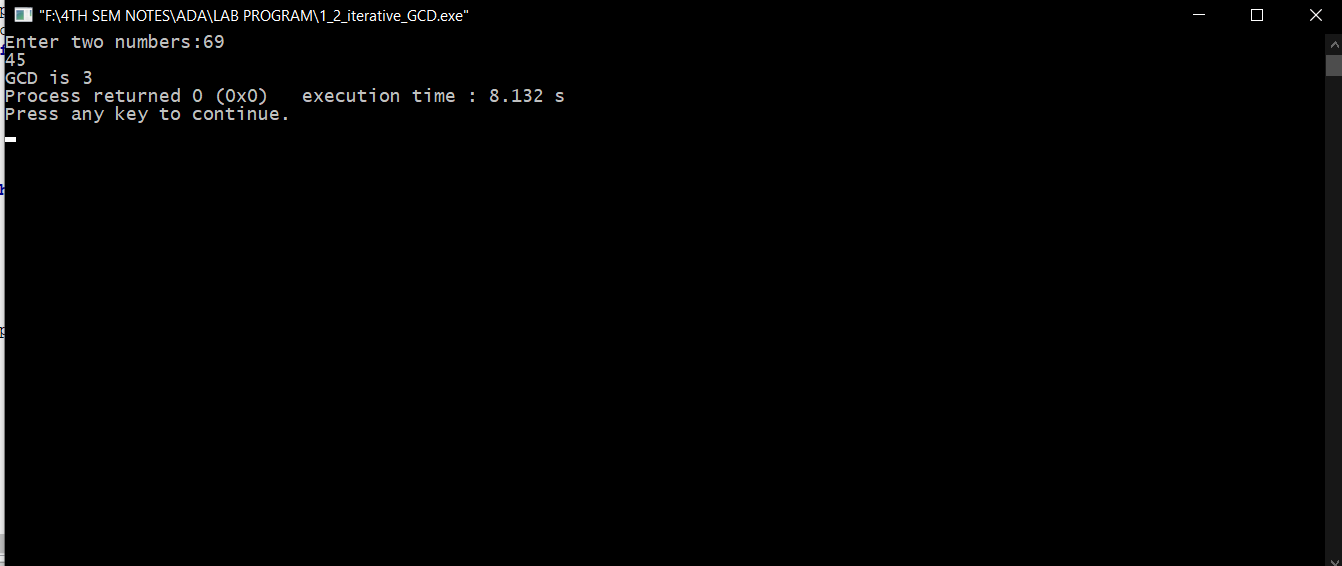 "F:\4TH SEM NOTES\ADA\LAB PROGRAM\1_2_iterative_GCD.exe"
Enter two numbers:69
45
GCD is 3
Process returned 0 (0x0)   execution time : 8.132 s
Press any key to continue.